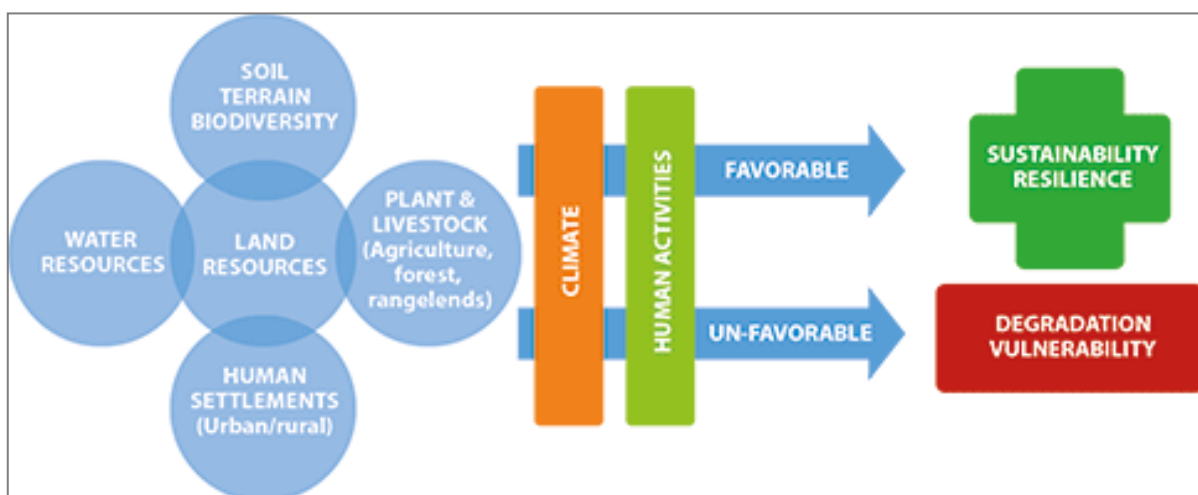 SOIL
TERRAIN
BIODIVERSITY
WATER
RESOURCES
LAND
RESOURCES
PLANT &
LIVESTOCK
(Agriculture,
forest,
rangelends)
HUMAN
SETTLEMENTS
(Urban/rural)
CLIMATE
HUMAN ACTIVITIES
FAVORABLE
UN-FAVORABLE
SUSTAINABILITY
RESILIENCE
DEGRADATION
VULNERABILITY